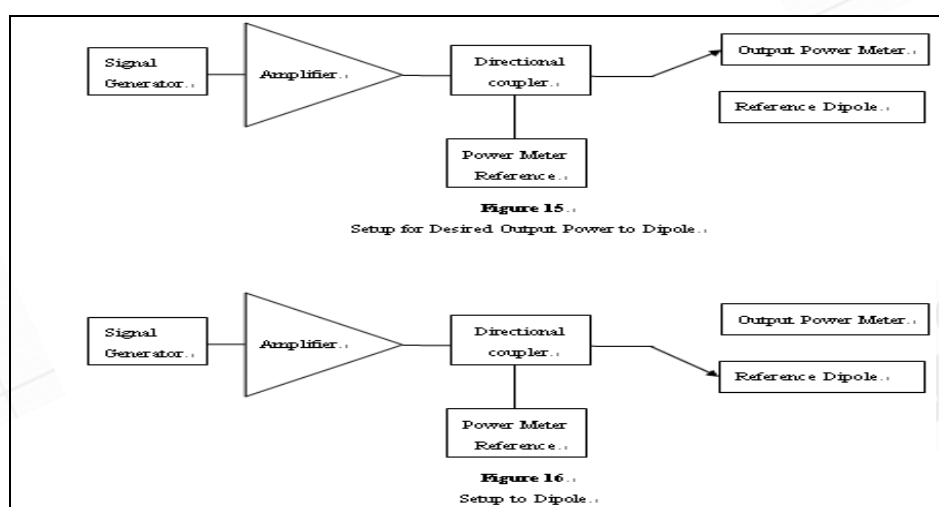 Output Power Meter
Signal
Generator
Amplifier
Directional
coupler
Reference Dipole
Power Meter
Reference
Figure 15
Setup for Desired Output Power to Dipole
Output Power Meter
Signal
Generator
Amplifier
Directional
coupler
Reference Dipole
Power Meter
Reference
Figure 16
Setup to Dipole